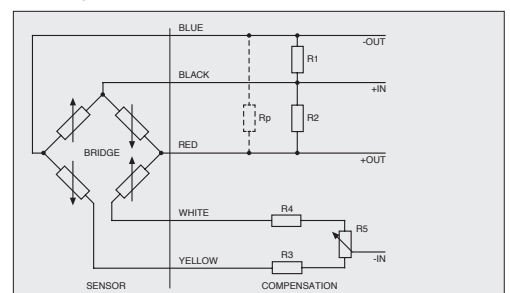 BLUE
-OUT
R1
BLACK
+IN
Rp
R2
BRIDGE
RED
+OUT
WHITE
R4
R5
-IN
YELLOW
R3
SENSOR
COMPENSATION